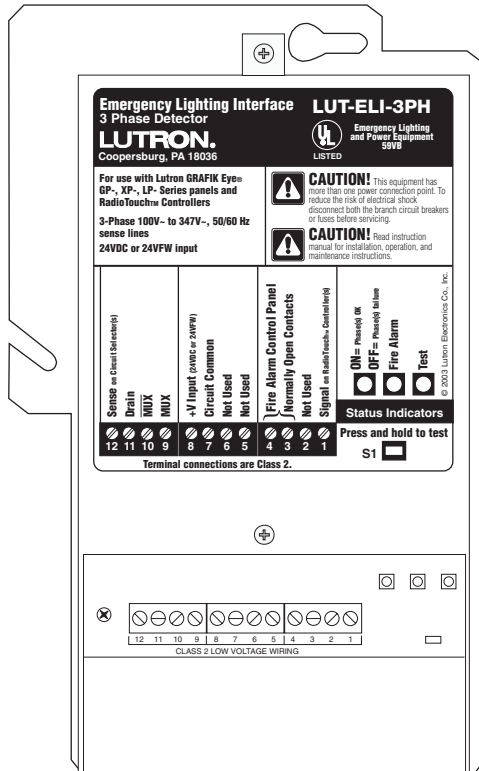 Emergency Lighting Interface
3 Phase Detector
LUTRON.
Coopersburg, PA 18036
LUT-ELI-3PH
UL
LISTED
Emergency Lighting
and Power Equipment
59VB
For use with Lutron GRAFIK Eye®
GP-, XP-, LP- Series panels and
RadioTouch™ Controllers
3-Phase 100V~ to 347V~, 50/60 Hz
sense lines
24VDC or 24VFW input
CAUTION! This equipment has
more than one power connection point. To
reduce the risk of electrical shock
disconnect both the branch circuit breakers
or fuses before servicing.
CAUTION! Read instruction
manual for installation, operation, and
maintenance instructions.
Sense on Circuit Selector(s)
Drain
MUX
MUX
+V Input (24VDC or 24VFW)
Circuit Common
Not Used
Not Used
Fire Alarm Control Panel
Normally Open Contacts
Not Used
Signal on RadioTouch™ Controller(s)
ON= Phase(s) OK
OFF= Phase(s) failure
Fire Alarm
Test
© 2003 Lutron Electronics Co., Inc.
Status Indicators
12 11 10 9 8 7 6 5 4 3 2 1
Press and hold to test
S1
Terminal connections are Class 2.
12 11 10 9 8 7 6 5 4 3 2 1
CLASS 2 LOW VOLTAGE WIRING